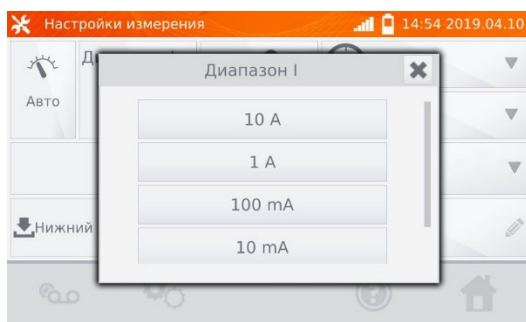 Настройки измерения 14:54 2019.04.10
Диапазон I
Авто
10 A
1 A
100 mA
Нижний
10 mA